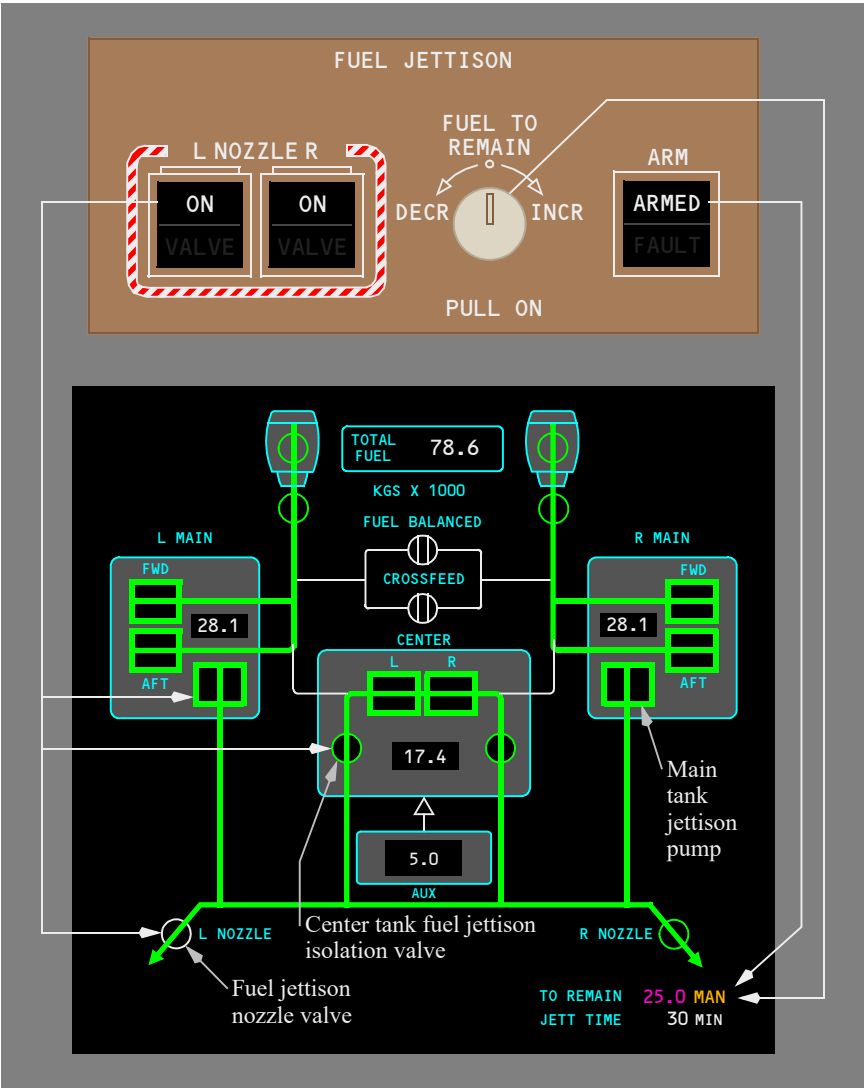 FUEL JETTISON
FUEL TO
REMAIN
L NOZZLE R
ARM
ON
ON
DECR
INCR
ARMED
VALVE
VALVE
FAULT
PULL ON
TOTAL
FUEL
78.6
KGS X 1000
FUEL BALANCED
L MAIN
R MAIN
FWD
FWD
CROSSFEED
28.1
28.1
CENTER
L
R
AFT
AFT
17.4
Main
tank
jettison
pump
5.0
AUX
Center tank fuel jettison
isolation valve
L NOZZLE
R NOZZLE
Fuel jettison
nozzle valve
TO REMAIN 25.0 MAN
JETT TIME 30 MIN